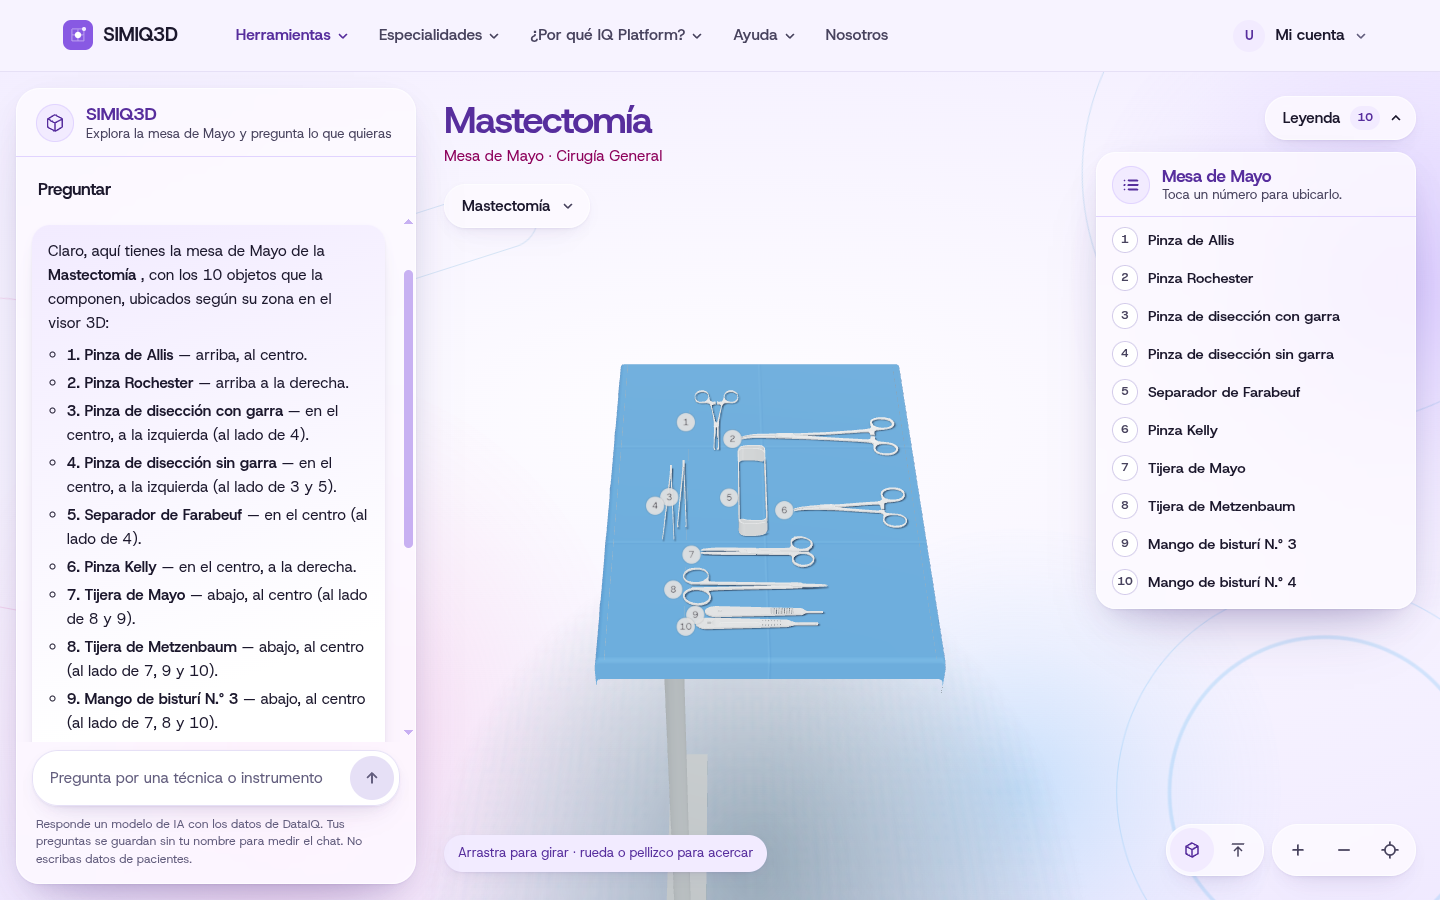 SIMIQ3D
Herramientas
Especialidades
¿Por qué IQ Platform?
Ayuda
Nosotros
U
Mi cuenta
SIMIQ3D
Explora la mesa de Mayo y pregunta lo que quieras
Preguntar
Claro, aquí tienes la mesa de Mayo de la
Mastectomía , con los 10 objetos que la
componen, ubicados según su zona en el
visor 3D:
1. Pinza de Allis — arriba, al centro.
2. Pinza Rochester — arriba a la derecha.
3. Pinza de disección con garra — en el
centro, a la izquierda (al lado de 4).
4. Pinza de disección sin garra — en el
centro, a la izquierda (al lado de 3 y 5).
5. Separador de Farabeuf — en el centro (al
lado de 4).
6. Pinza Kelly — en el centro, a la derecha.
7. Tijera de Mayo — abajo, al centro (al lado
de 8 y 9).
8. Tijera de Metzenbaum — abajo, al centro
(al lado de 7, 9 y 10).
9. Mango de bisturí N.° 3 — abajo, al centro
(al lado de 7, 8 y 10).
Pregunta por una técnica o instrumento
Responde un modelo de IA con los datos de DataIQ. Tus
preguntas se guardan sin tu nombre para medir el chat. No
escribas datos de pacientes.
Mastectomía
Mesa de Mayo · Cirugía General
Mastectomía
1
2
3
4
5
6
7
8
9
10
Arrastra para girar · rueda o pellizco para acercar
Leyenda 10
Mesa de Mayo
Toca un número para ubicarlo.
1 Pinza de Allis
2 Pinza Rochester
3 Pinza de disección con garra
4 Pinza de disección sin garra
5 Separador de Farabeuf
6 Pinza Kelly
7 Tijera de Mayo
8 Tijera de Metzenbaum
9 Mango de bisturí N.° 3
10 Mango de bisturí N.° 4